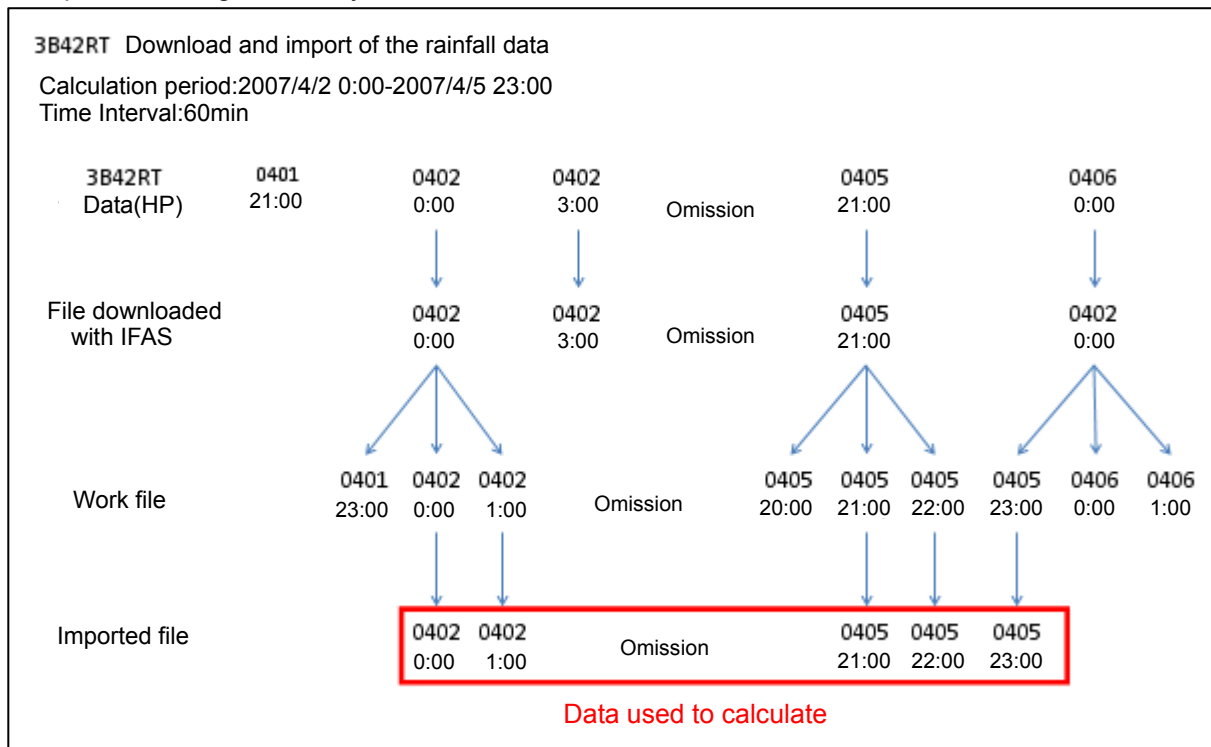 3B42RT Download and import of the rainfall data
Calculation period:2007/4/2 0:00-2007/4/5 23:00
Time Interval:60min
3B42RT 0401 0402 0402 0405 0406
Data(HP) 21:00 0:00 3:00 Omission 21:00 0:00
File downloaded 0402 0402 0405 0402
with IFAS 0:00 3:00 Omission 21:00 0:00
0401 0402 0402 0405 0405 0405 0405 0406 0406
Work file 23:00 0:00 1:00 Omission 20:00 21:00 22:00 23:00 0:00 1:00
Imported file 0402 0402 Omission 0405 0405 0405
0:00 1:00 21:00 22:00 23:00
Data used to calculate